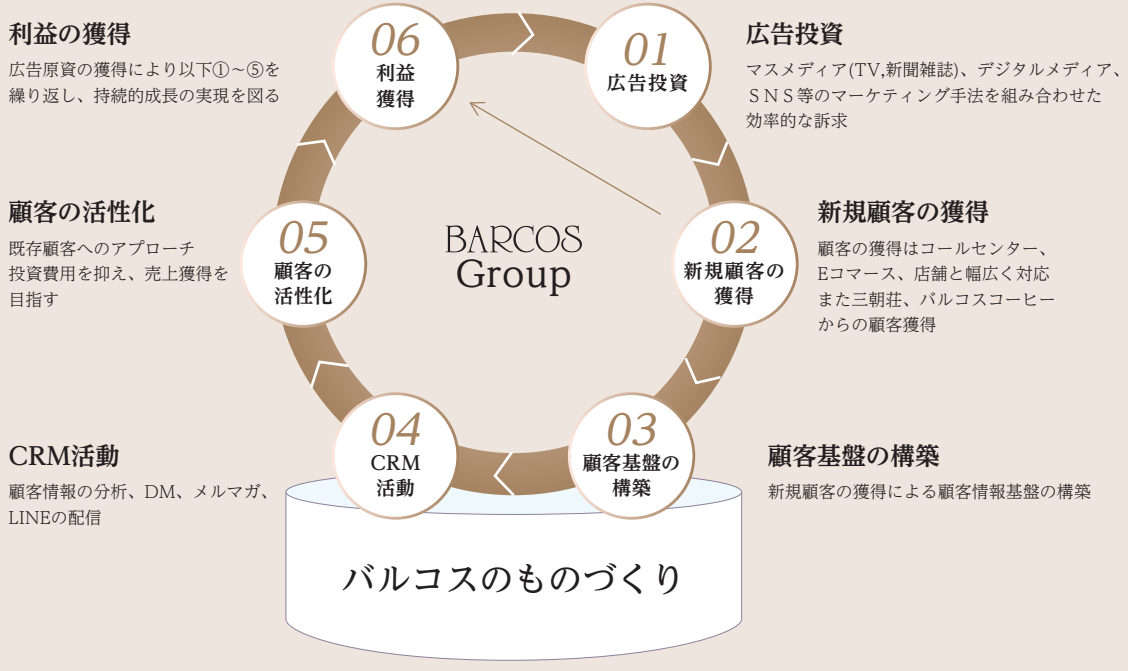 利益の獲得
広告原資の獲得により以下①～⑤を
繰り返し、持続的成長の実現を図る
06
利益
獲得
01
広告投資
広告投資
マスメディア(TV,新聞雑誌)、デジタルメディア、
ＳＮＳ等のマーケティング手法を組み合わせた
効率的な訴求
顧客の活性化
既存顧客へのアプローチ
投資費用を抑え、売上獲得を
目指す
05
顧客の
活性化
BARCOS
Group
02
新規顧客の
獲得
新規顧客の獲得
顧客の獲得はコールセンター、
Eコマース、店舗と幅広く対応
また三朝荘、バルコスコーヒー
からの顧客獲得
CRM活動
顧客情報の分析、DM、メルマガ、
LINEの配信
04
CRM
活動
03
顧客基盤の
構築
顧客基盤の構築
新規顧客の獲得による顧客情報基盤の構築
バルコスのものづくり